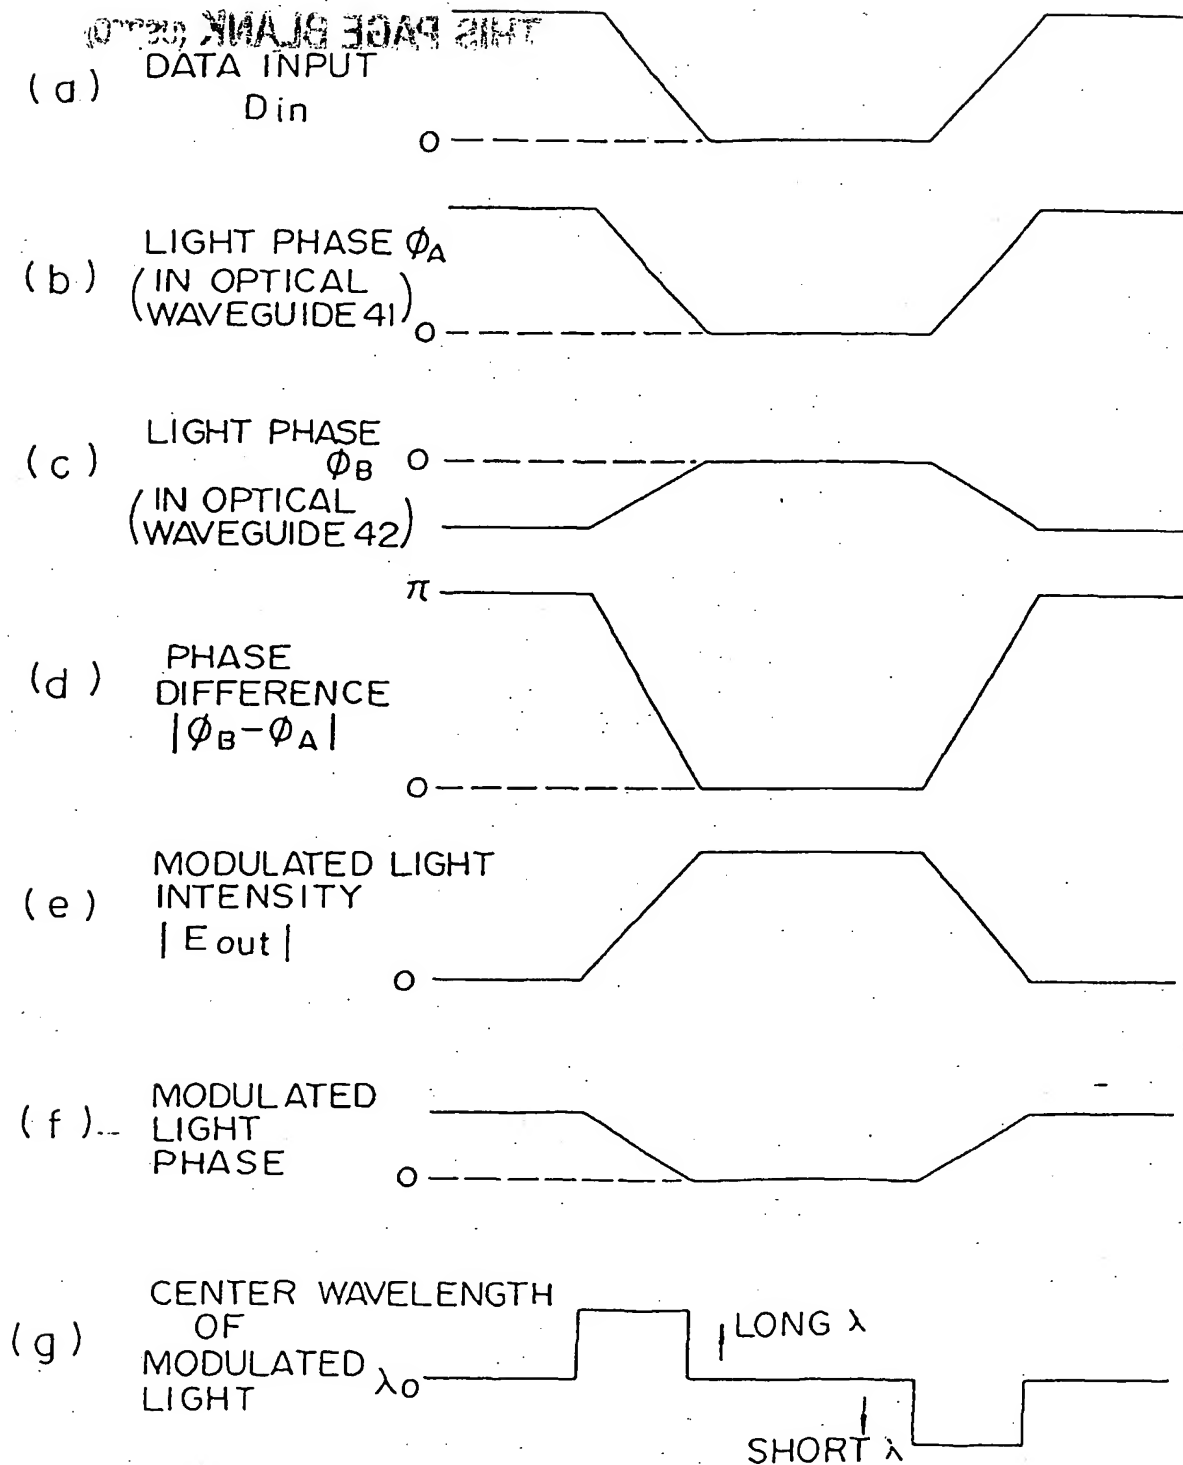 THIS PAGE BLANK
(a) DATA INPUT
Din
0
(b) LIGHT PHASE ϕA
(IN OPTICAL
WAVEGUIDE 41)
0
(c) LIGHT PHASE
ϕB 0
(IN OPTICAL
WAVEGUIDE 42)
π
(d) PHASE
DIFFERENCE
|ϕB-ϕA|
0
(e) MODULATED LIGHT
INTENSITY
|Eout|
0
(f) MODULATED
LIGHT
PHASE
0
(g) CENTER WAVELENGTH
OF
MODULATED
LIGHT
λ0
LONG λ
SHORT λ